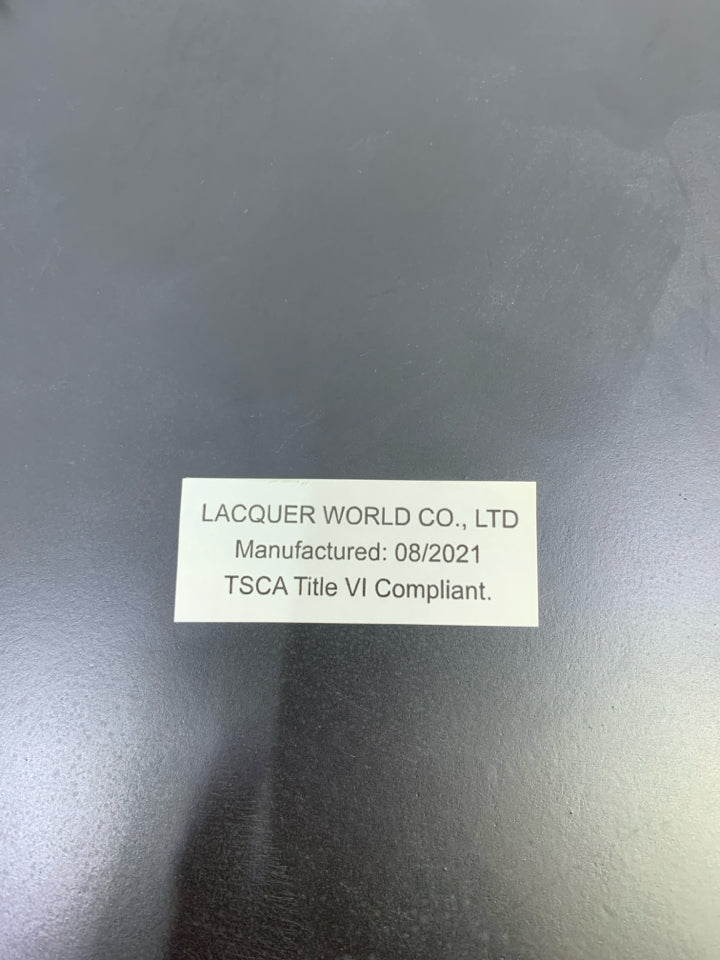 LACQUER WORLD CO., LTD
Manufactured: 08/2021
TSCA Title VI Compliant.